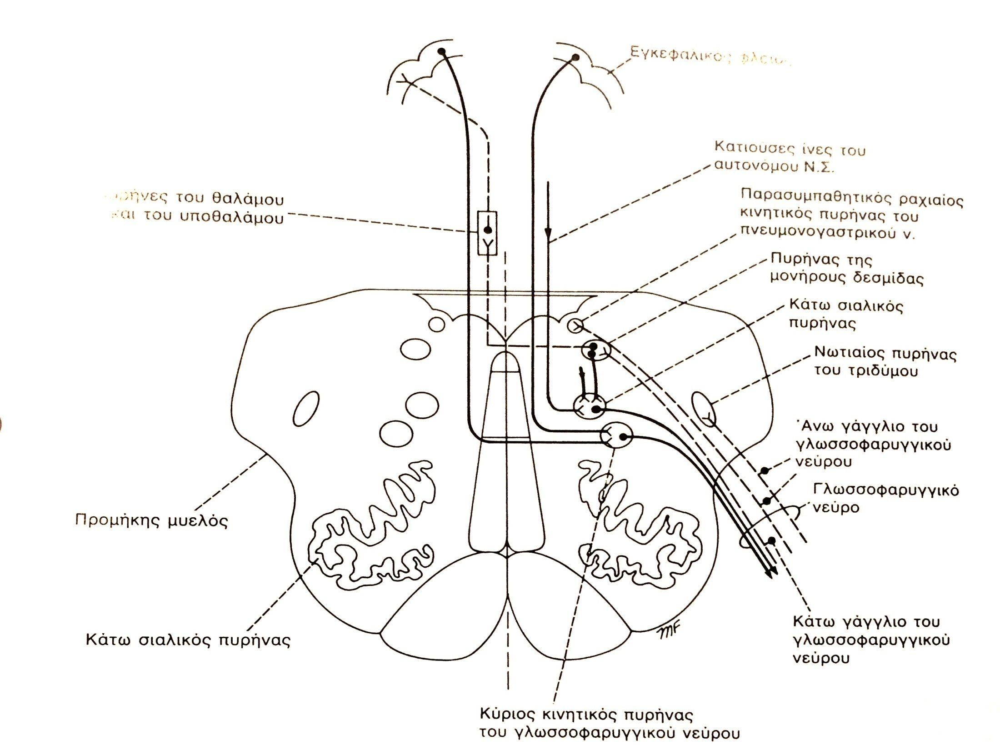 Εγκεφαλικός
Κατιούσες ίνες του
αυτονόμου Ν.Σ.
Παρασυμπαθητικός ραχιαίος
κινητικός πυρήνας του
πνευμονογαστρικού ν.
Πυρήνας της
μονήρους δεσμίδας
Κάτω σιαλικός
πυρήνας
Νωτιαίος πυρήνας
του τριδύμου
Άνω γάγγλιο του
γλωσσοφαρυγγικού
νεύρου
Γλωσσοφαρυγγικό
νεύρο
Κάτω γάγγλιο του
γλωσσοφαρυγγικού
νεύρου
του θαλάμου
και του υποθαλάμου
Προμήκης μυελός
Κάτω σιαλικός πυρήνας
mF
Κύριος κινητικός πυρήνας
του γλωσσοφαρυγγικού νεύρου